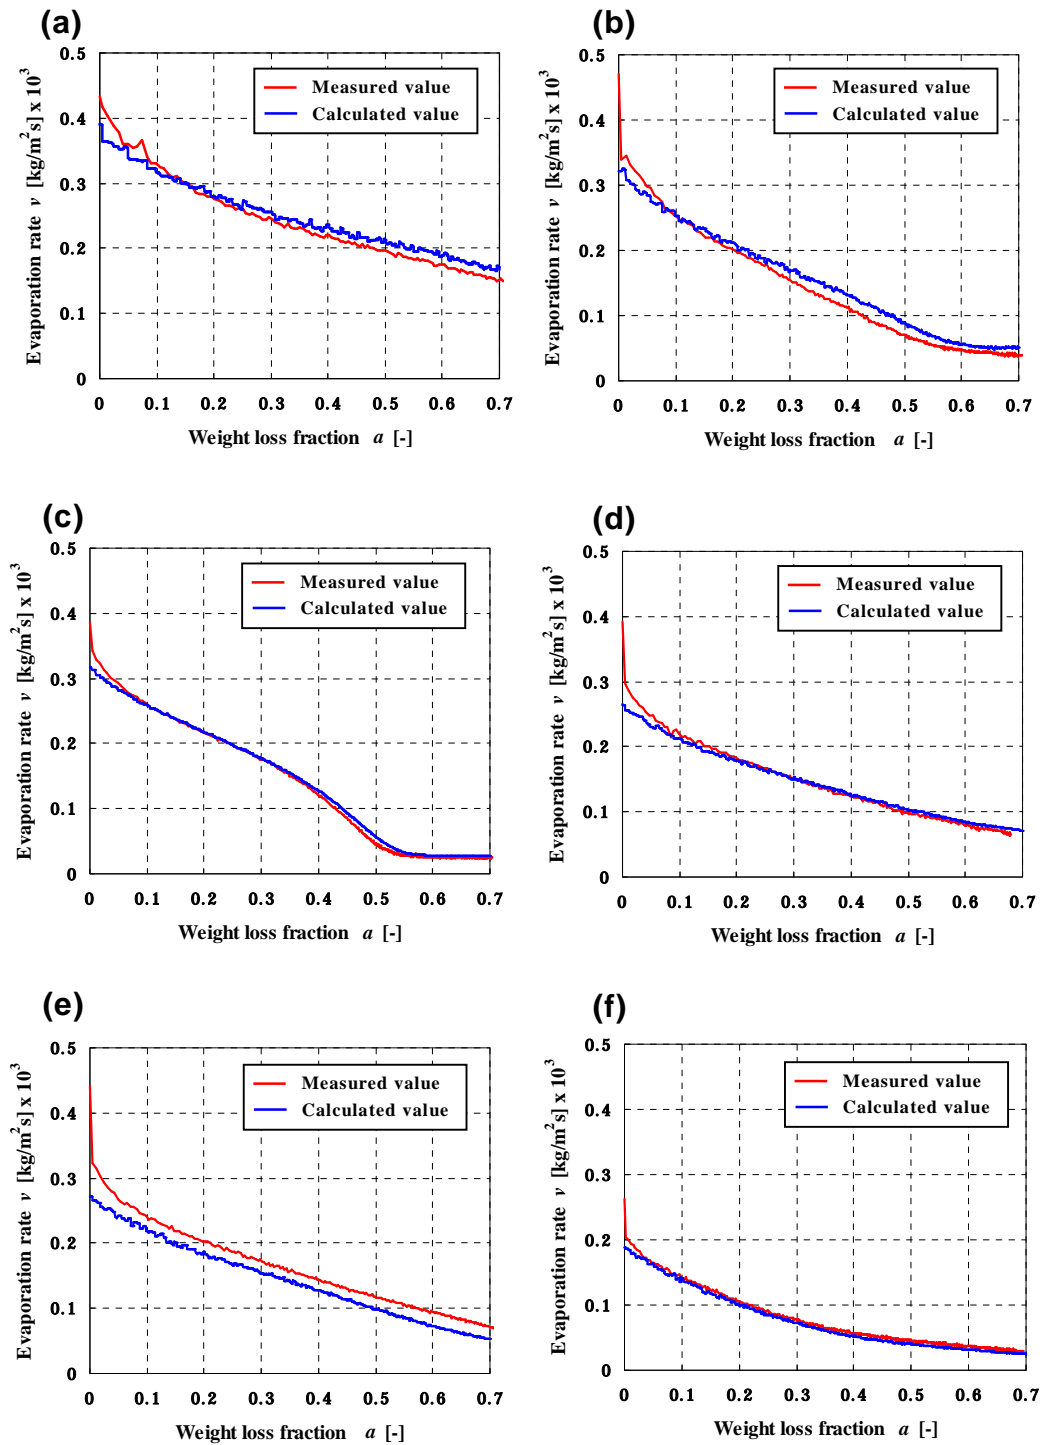 (a)
Evaporation rate v [kg/m²s] x 10³
0.5
0.4
0.3
0.2
0.1
0
Measured value
Calculated value
0 0.1 0.2 0.3 0.4 0.5 0.6 0.7
Weight loss fraction a [-]
(b)
Evaporation rate v [kg/m²s] x 10³
0.5
0.4
0.3
0.2
0.1
0
Measured value
Calculated value
0 0.1 0.2 0.3 0.4 0.5 0.6 0.7
Weight loss fraction a [-]
(c)
Evaporation rate v [kg/m²s] x 10³
0.5
0.4
0.3
0.2
0.1
0
Measured value
Calculated value
0 0.1 0.2 0.3 0.4 0.5 0.6 0.7
Weight loss fraction a [-]
(d)
Evaporation rate v [kg/m²s] x 10³
0.5
0.4
0.3
0.2
0.1
0
Measured value
Calculated value
0 0.1 0.2 0.3 0.4 0.5 0.6 0.7
Weight loss fraction a [-]
(e)
Evaporation rate v [kg/m²s] x 10³
0.5
0.4
0.3
0.2
0.1
0
Measured value
Calculated value
0 0.1 0.2 0.3 0.4 0.5 0.6 0.7
Weight loss fraction a [-]
(f)
Evaporation rate v [kg/m²s] x 10³
0.5
0.4
0.3
0.2
0.1
0
Measured value
Calculated value
0 0.1 0.2 0.3 0.4 0.5 0.6 0.7
Weight loss fraction a [-]